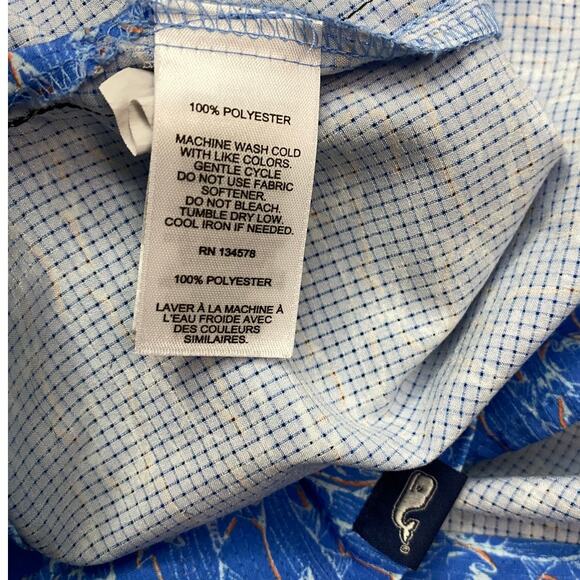 100% POLYESTER
MACHINE WASH COLD
WITH LIKE COLORS.
GENTLE CYCLE
DO NOT USE FABRIC
SOFTENER.
DO NOT BLEACH.
TUMBLE DRY LOW.
COOL IRON IF NEEDED.
RN 134578
100% POLYESTER
LAVER À LA MACHINE À
L'EAU FROIDE AVEC
DES COULEURS
SIMILAIRES.
®